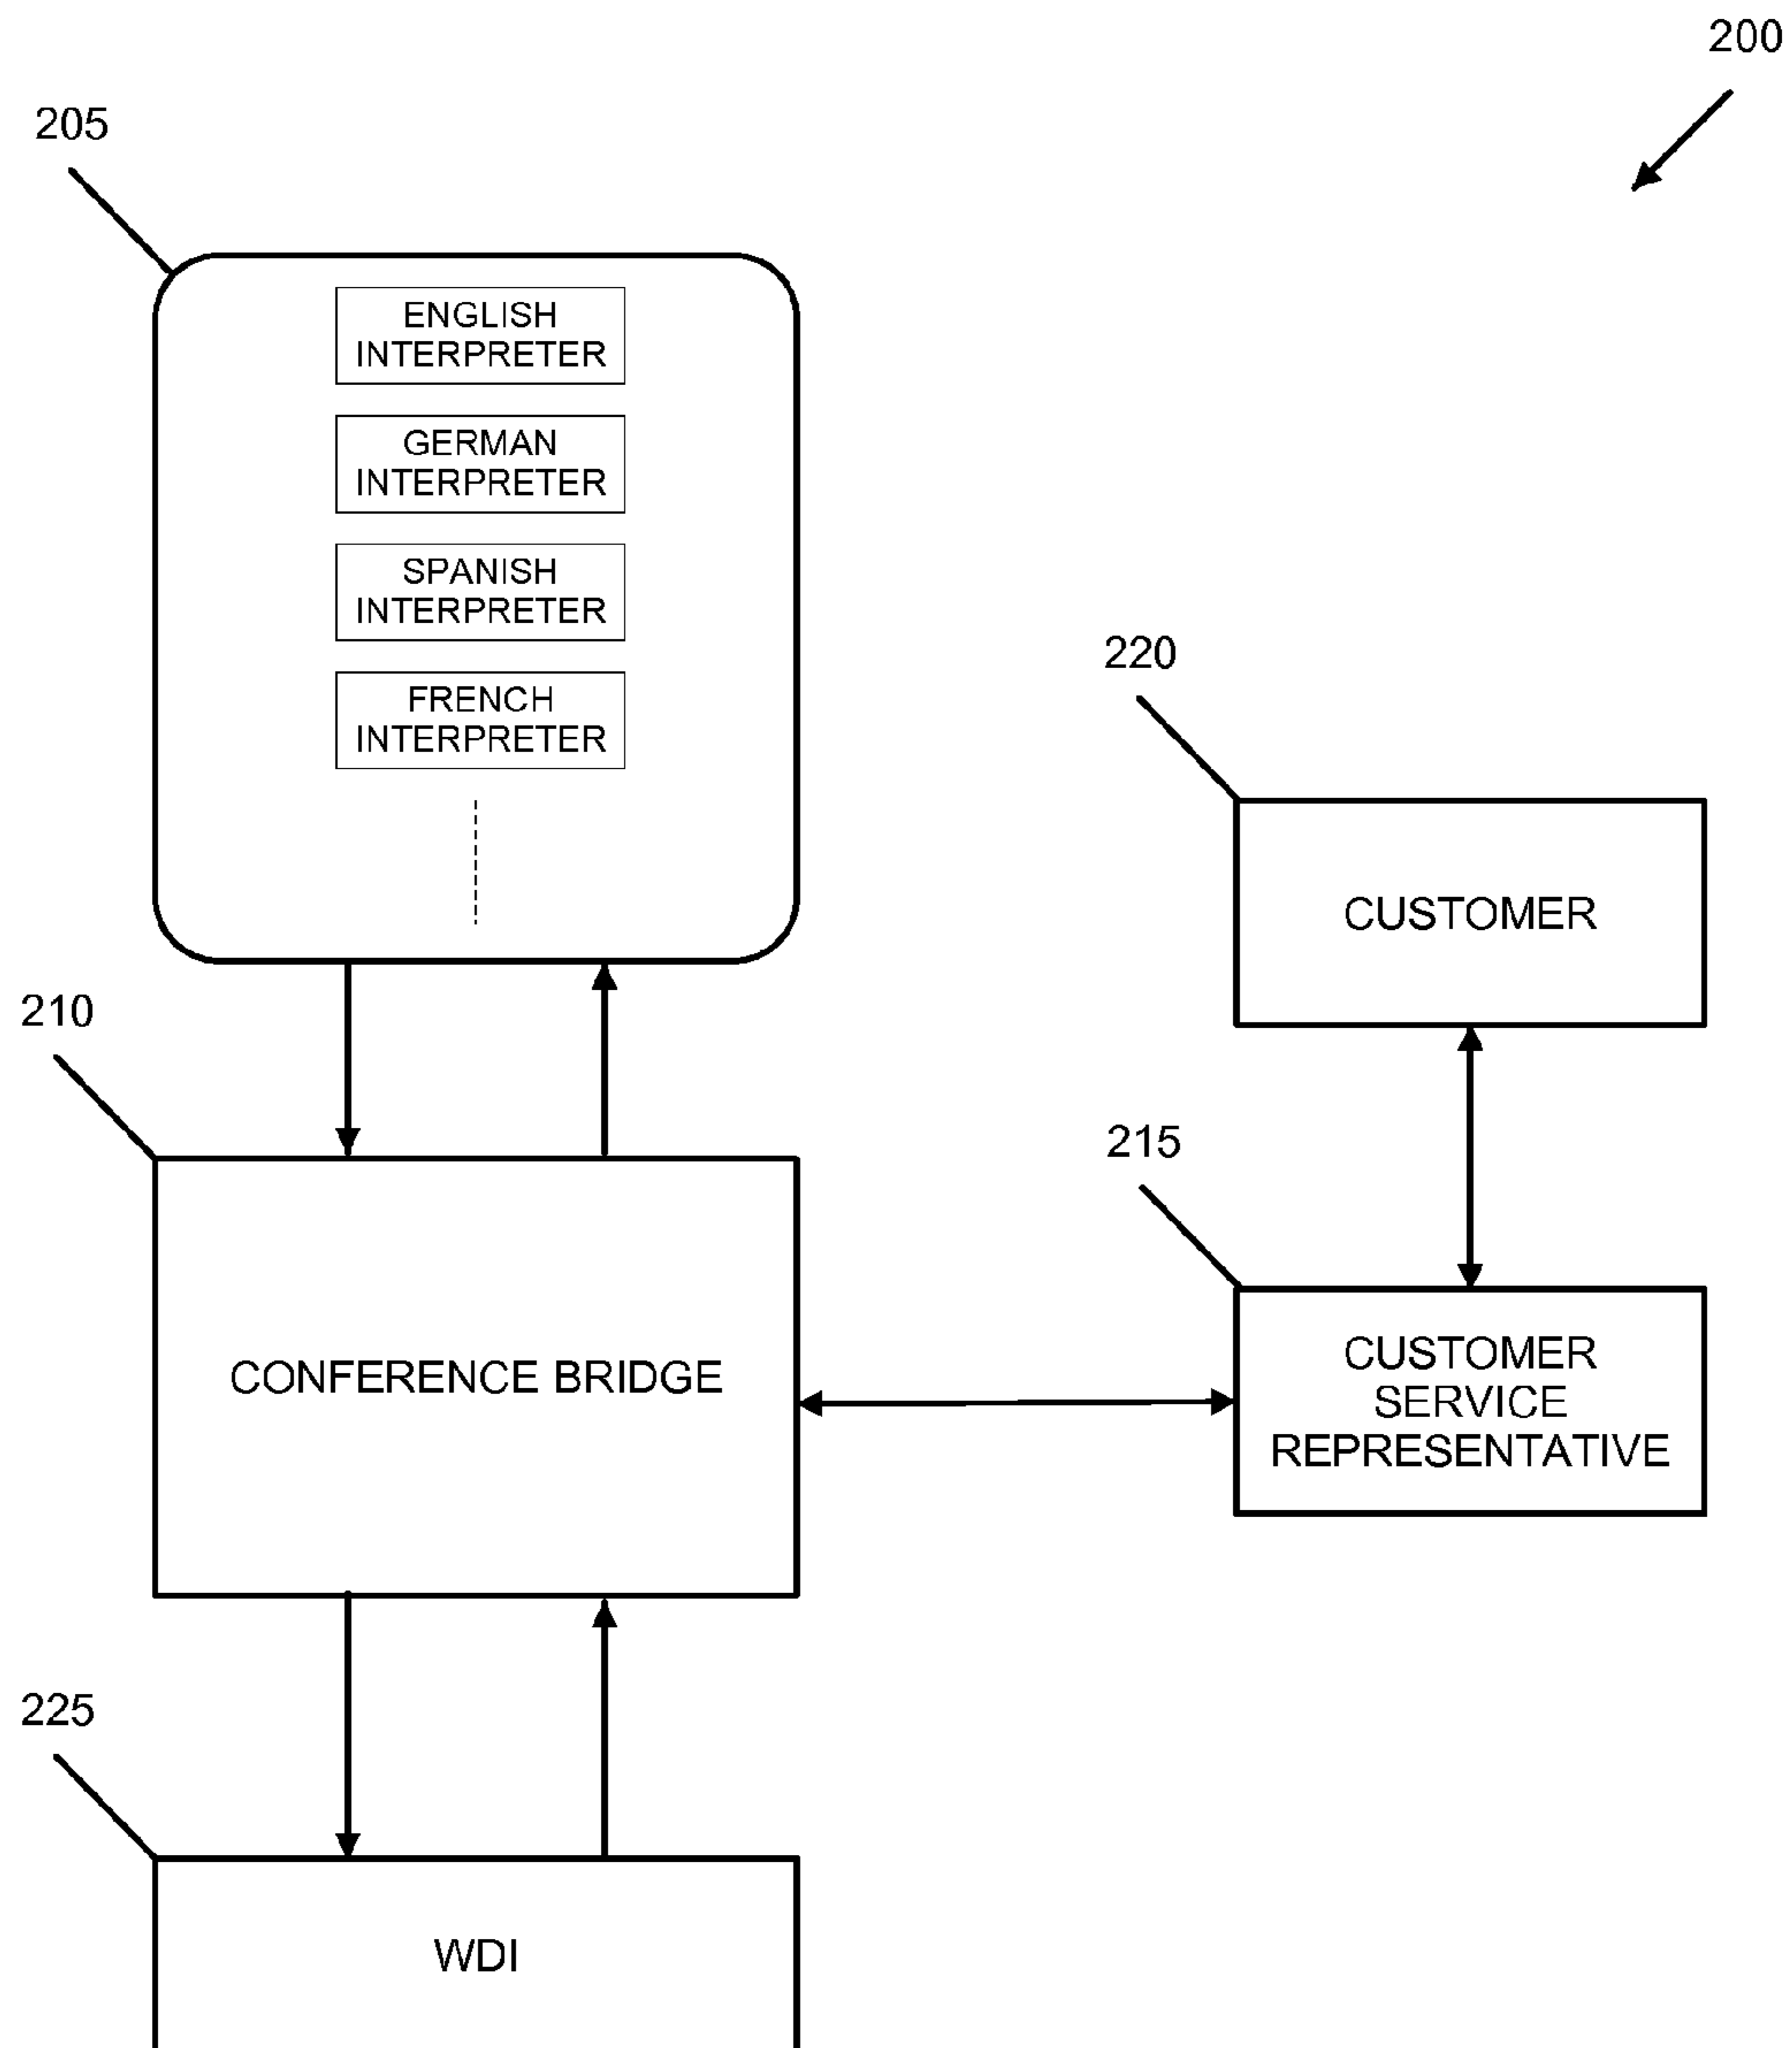 200
205
ENGLISH
INTERPRETER
GERMAN
INTERPRETER
SPANISH
INTERPRETER
FRENCH
INTERPRETER
220
CUSTOMER
210
215
CONFERENCE BRIDGE
CUSTOMER
SERVICE
REPRESENTATIVE
225
WDI